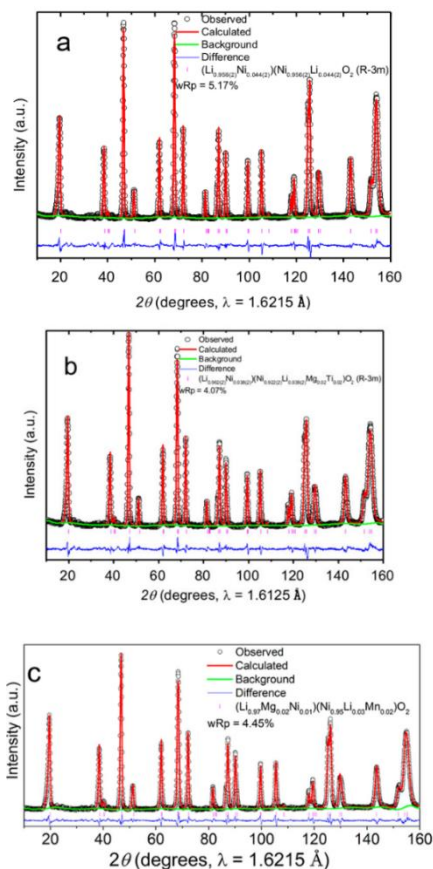 a
Observed
Calculated
Background
Difference
(Li0.956(2)Ni0.044(2))(Ni0.956(2)Li0.044(2)O2 (R-3m)
wRp = 5.17%
Intensity (a.u.)
20 40 60 80 100 120 140 160
2θ (degrees, λ = 1.6215 Å)
b
Observed
Calculated
Background
Difference
wRp = 4.07%
Intensity (a.u.)
20 40 60 80 100 120 140 160
2θ (degrees, λ = 1.6125 Å)
c
Observed
Calculated
Background
Difference
(Li0.97Mg0.02Ni0.01)(Ni0.95Li0.03Mn0.02)O2
wRp = 4.45%
Intensity (a.u.)
20 40 60 80 100 120 140 160
2θ (degrees, λ = 1.6215 Å)